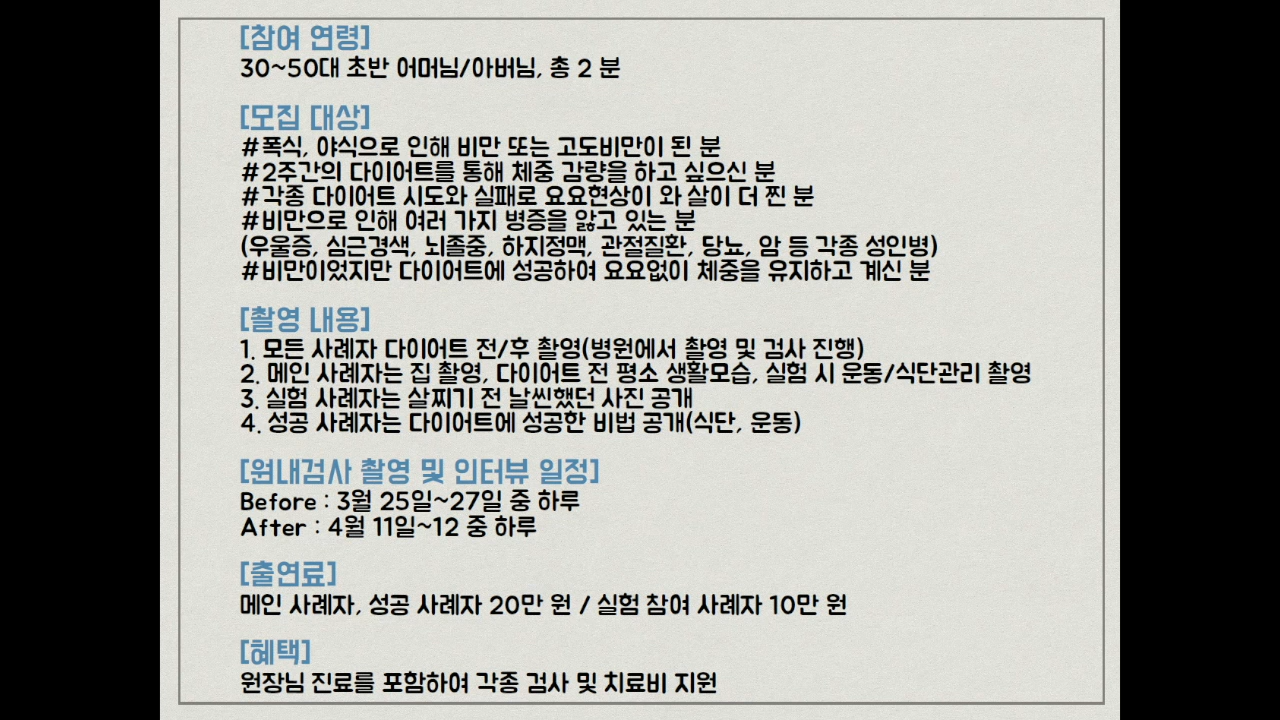 [참여 연령]
30~50대 초반 어머님/아버님, 총 2 분
[모집 대상]
#폭식, 야식으로 인해 비만 또는 고도비만이 된 분
#2주간의 다이어트를 통해 체중 감량을 하고 싶으신 분
#각종 다이어트 시도와 실패로 요요현상이 와 살이 더 찐 분
#비만으로 인해 여러 가지 병증을 앓고 있는 분
(우울증, 심근경색, 뇌졸중, 하지정맥, 관절질환, 당뇨, 암 등 각종 성인병)
#비만이었지만 다이어트에 성공하여 요요없이 체중을 유지하고 계신 분
[촬영 내용]
1. 모든 사례자 다이어트 전/후 촬영(병원에서 촬영 및 검사 진행)
2. 메인 사례자는 집 촬영, 다이어트 전 평소 생활모습, 실험 시 운동/식단관리 촬영
3. 실험 사례자는 살찌기 전 날씬했던 사진 공개
4. 성공 사례자는 다이어트에 성공한 비법 공개(식단, 운동)
[원내검사 촬영 및 인터뷰 일정]
Before : 3월 25일~27일 중 하루
After : 4월 11일~12 중 하루
[출연료]
메인 사례자, 성공 사례자 20만 원 / 실험 참여 사례자 10만 원
[혜택]
원장님 진료를 포함하여 각종 검사 및 치료비 지원